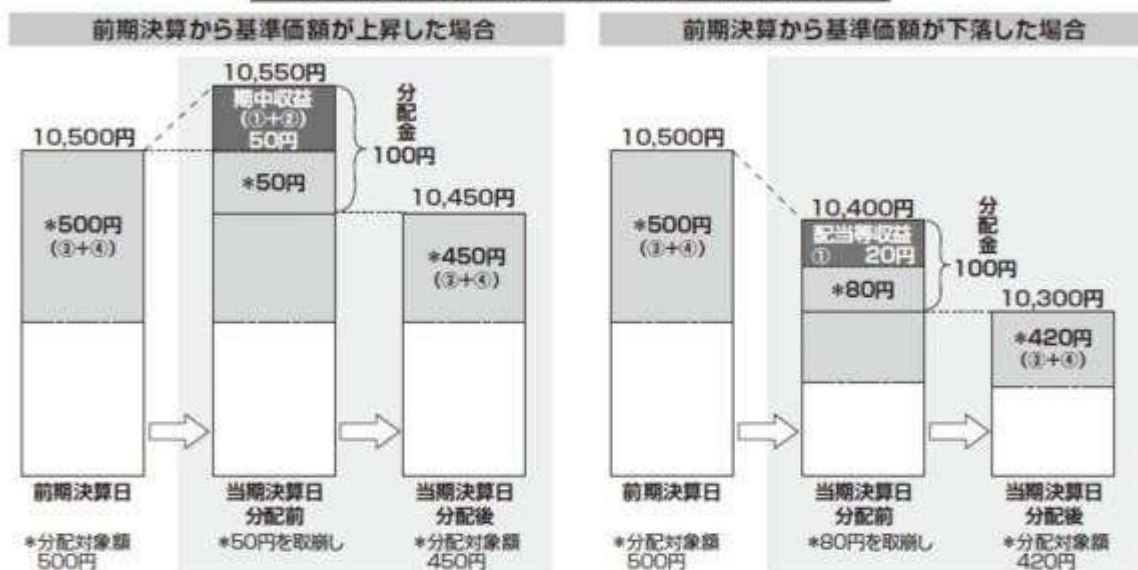 前期決算から基準価額が上昇した場合
10,550円
期中収益
(①+②)
50円
分配金
100円
10,500円
*50円
10,450円
*500円
(③+④)
*450円
(③+④)
前期決算日
当期決算日
分配前
当期決算日
分配後
*分配対象額
500円
*50円を取崩し
*分配対象額
450円
前期決算から基準価額が下落した場合
10,500円
*500円
(③+④)
10,400円
配当等収益
① 20円
分配金
100円
*80円
10,300円
*420円
(③+④)
前期決算日
当期決算日
分配前
当期決算日
分配後
*分配対象額
500円
*80円を取崩し
*分配対象額
420円